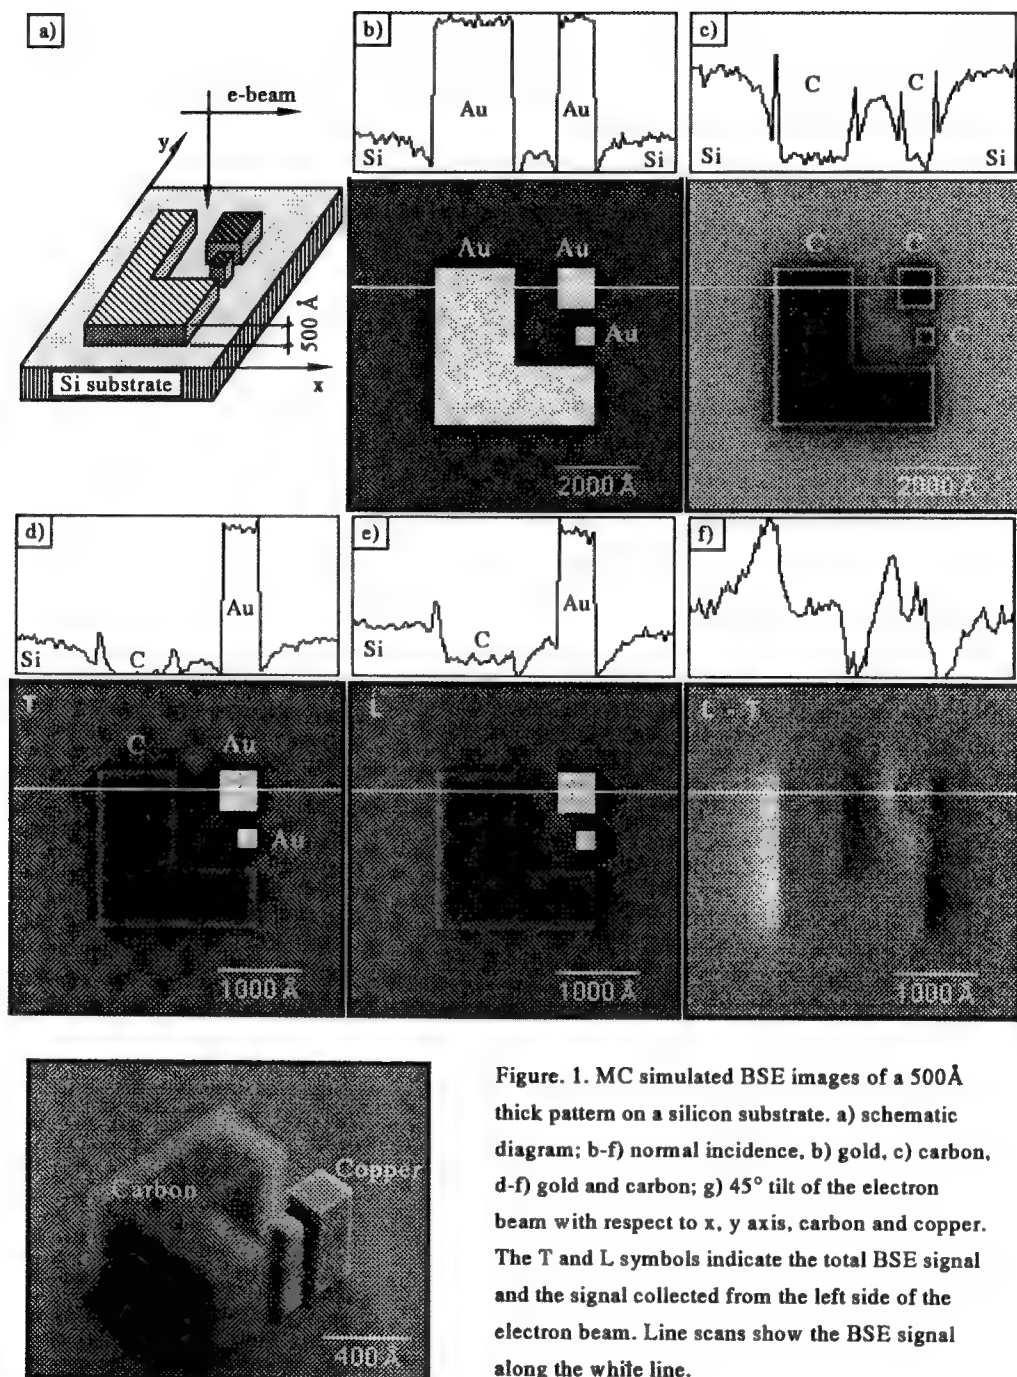 a)
e-beam
y
500 Å
x
Si substrate
b)
Au
Au
Si
Si
Au
Au
Au
2000 Å
c)
C
C
Si
Si
C
C
2000 Å
d)
Au
Si
C
T
C
Au
Au
1000 Å
e)
Au
Si
C
L
1000 Å
f)
L - T
1000 Å
Carbon
Copper
400 Å
Figure. 1. MC simulated BSE images of a 500Å
thick pattern on a silicon substrate. a) schematic
diagram; b-f) normal incidence, b) gold, c) carbon,
d-f) gold and carbon; g) 45° tilt of the electron
beam with respect to x, y axis, carbon and copper.
The T and L symbols indicate the total BSE signal
and the signal collected from the left side of the
electron beam. Line scans show the BSE signal
along the white line.